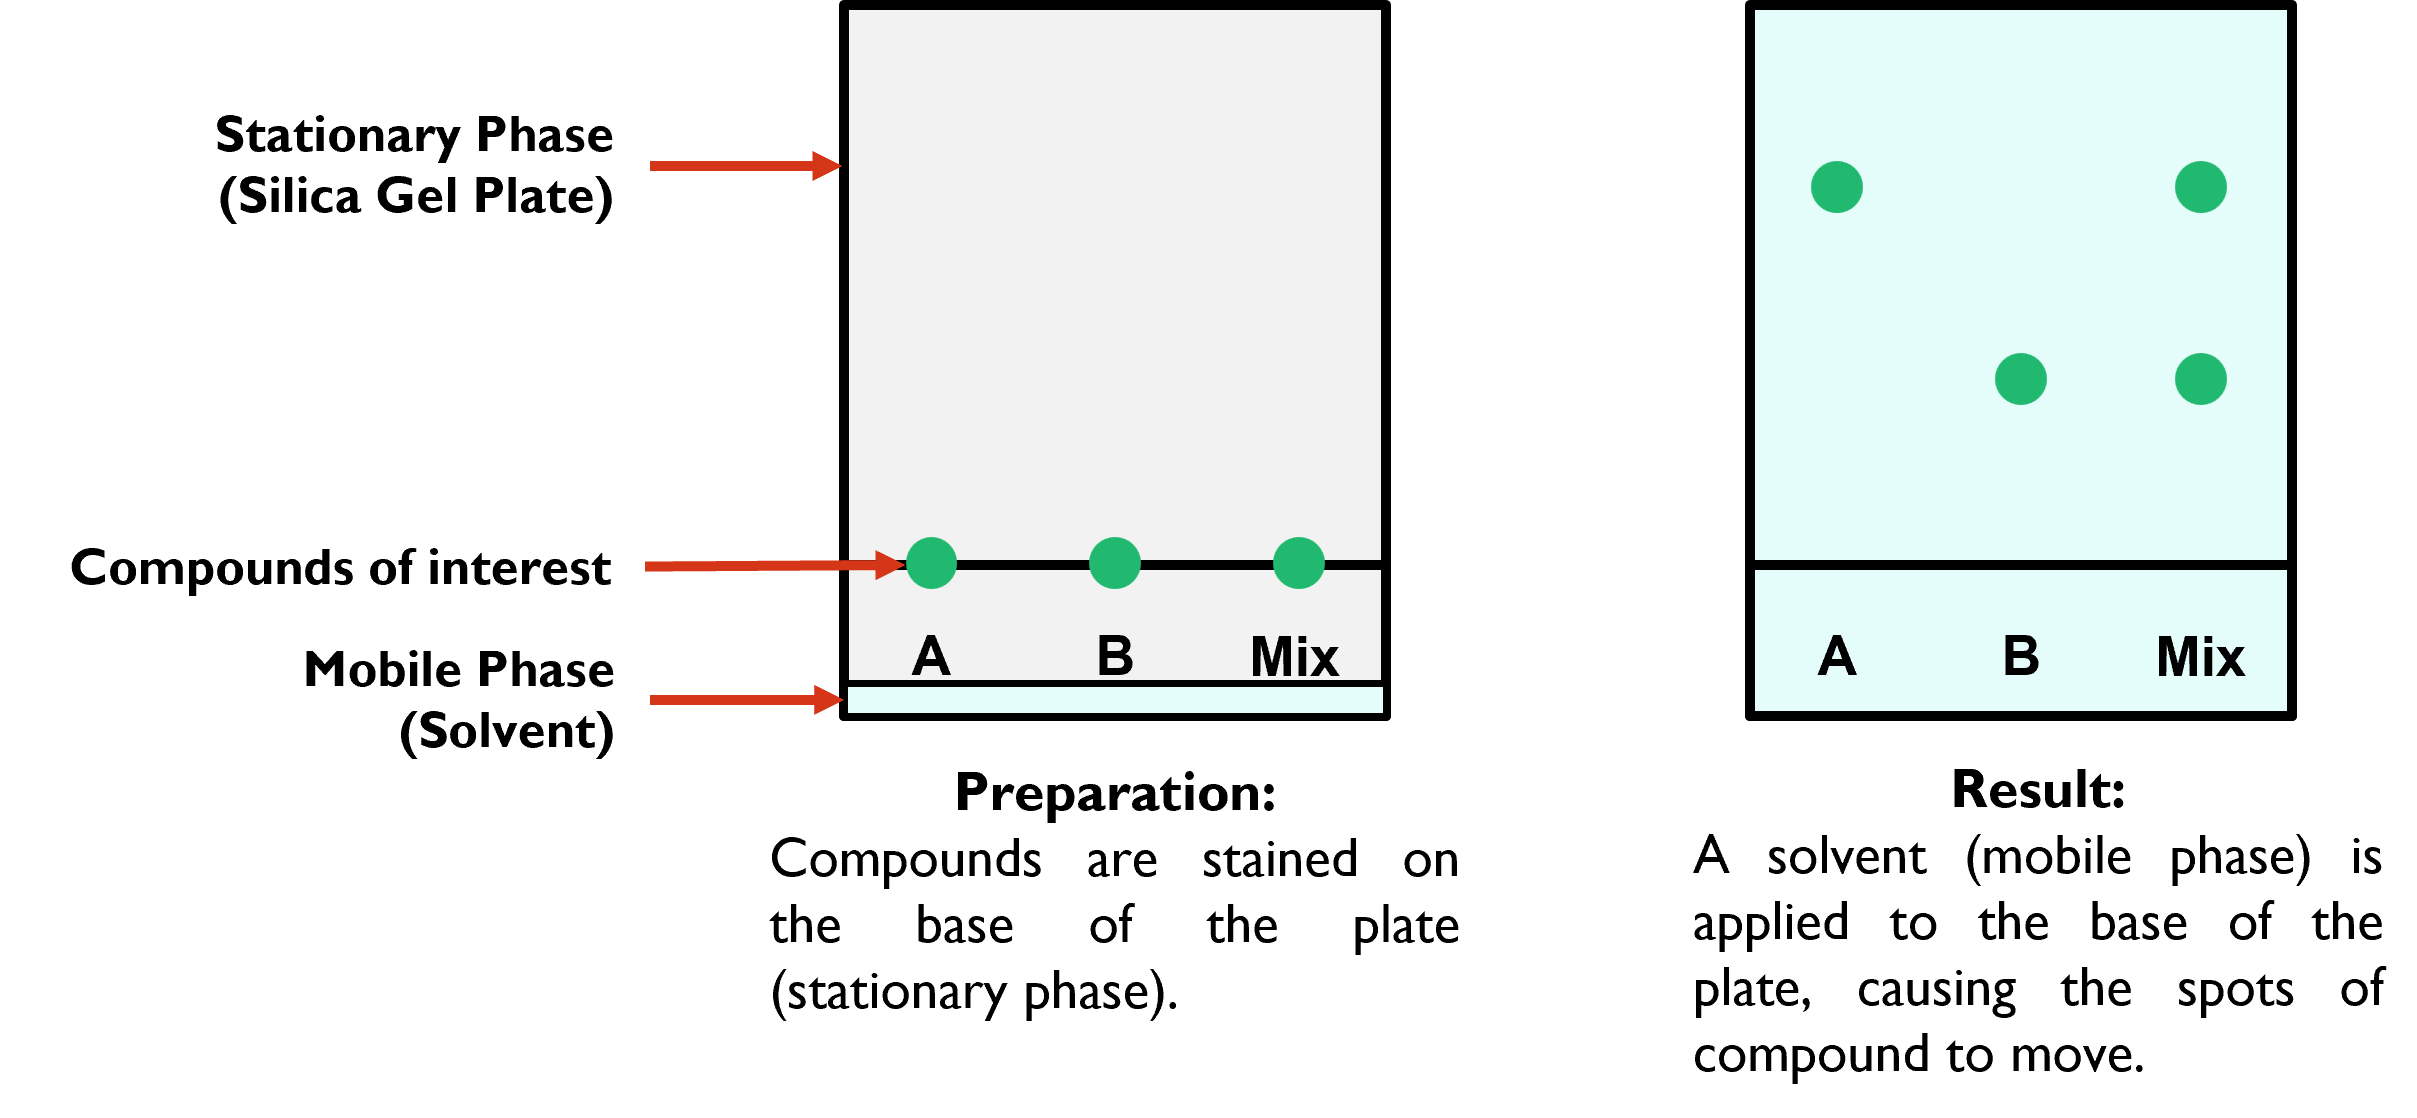 Stationary Phase
(Silica Gel Plate)
Compounds of interest
A B Mix
Mobile Phase
(Solvent)
Preparation:
Compounds are stained on
the base of the plate
(stationary phase).
A B Mix
Result:
A solvent (mobile phase) is
applied to the base of the
plate, causing the spots of
compound to move.